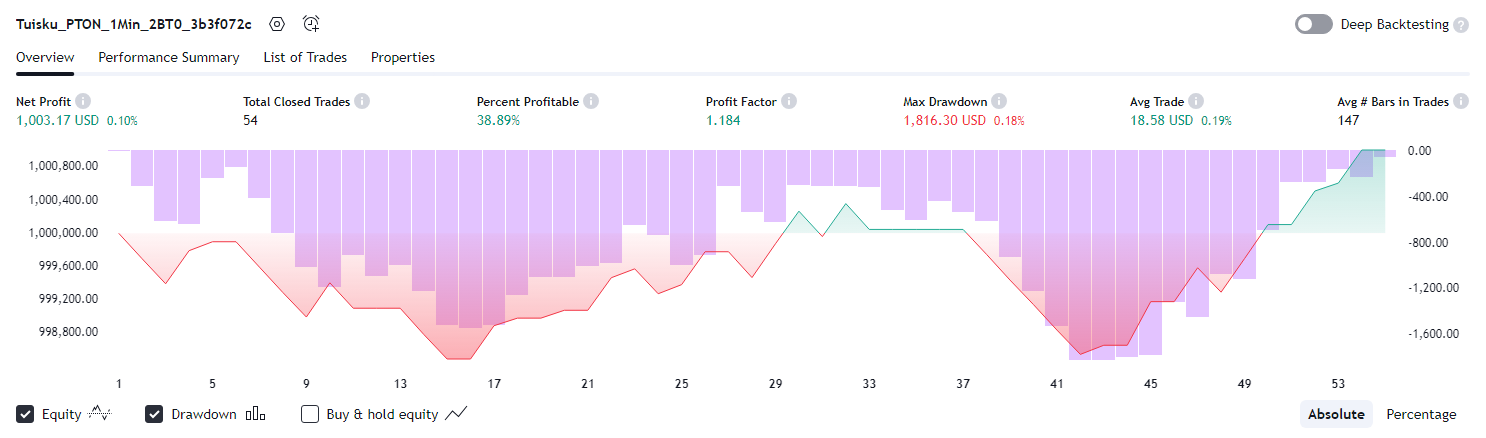 Tuisku_PTON_1Min_2BT0_3b3f072c Deep Backtesting ?
Overview Performance Summary List of Trades Properties
Net Profit i Total Closed Trades i Percent Profitable i Profit Factor i Max Drawdown i Avg Trade i Avg # Bars in Trades i
1,003.17 USD 0.10% 54 38.89% 1.184 1,816.30 USD 0.18% 18.58 USD 0.19% 147
1,000,800.00 0.00
1,000,400.00 -400.00
1,000,000.00 -800.00
999,600.00 -1,200.00
999,200.00 -1,600.00
998,800.00
1 5 9 13 17 21 25 29 33 37 41 45 49 53
Equity Drawdown Buy & hold equity Absolute Percentage